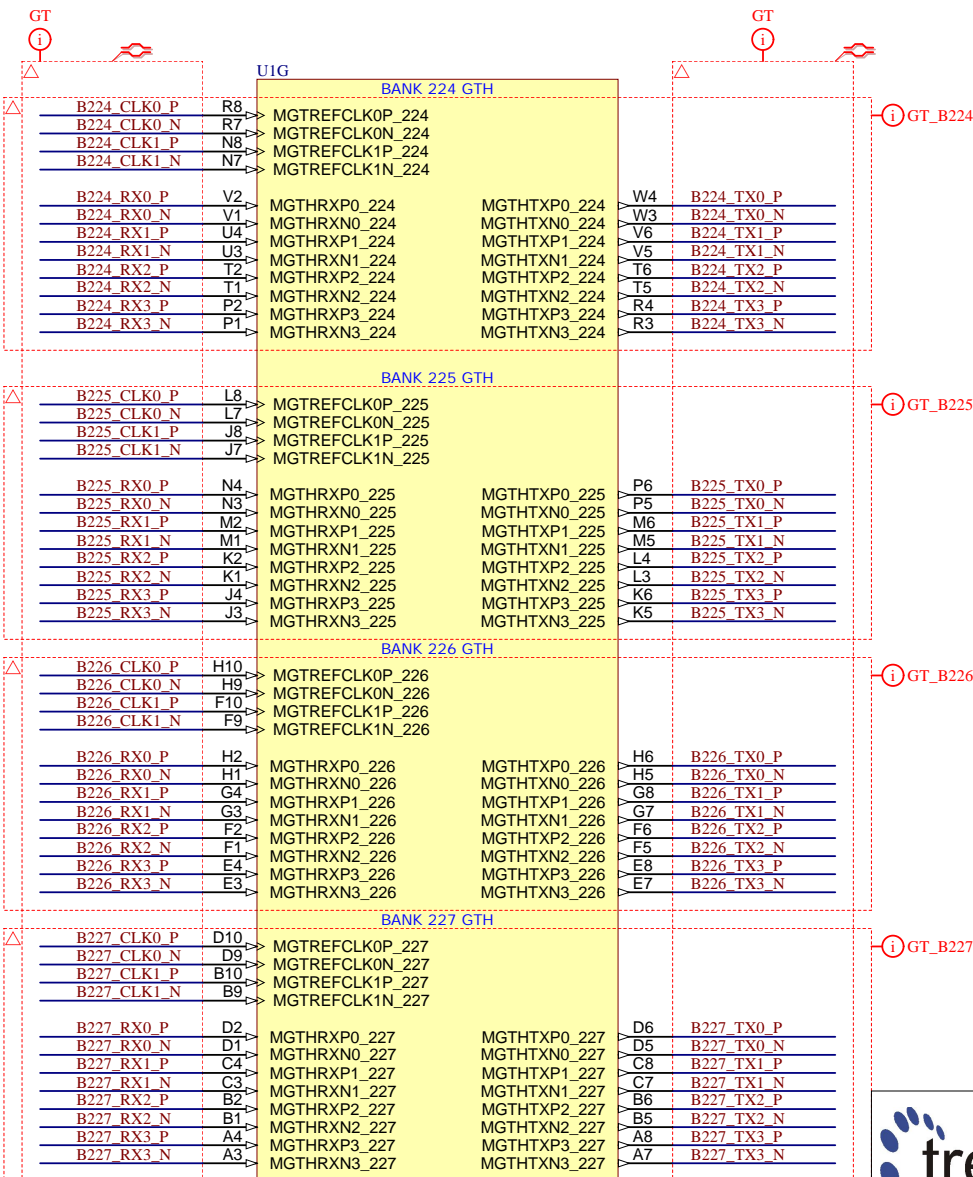 GT GT
i i
U1G
BANK 224 GTH
B224_CLK0_P R8 MGTREFCLK0P_224 i GT_B224
B224_CLK0_N R7 MGTREFCLK0N_224
B224_CLK1_P N8 MGTREFCLK1P_224
B224_CLK1_N N7 MGTREFCLK1N_224
B224_RX0_P V2 MGTHRXP0_224 MGTHTXP0_224 W4 B224_TX0_P
B224_RX0_N V1 MGTHRXN0_224 MGTHTXN0_224 W3 B224_TX0_N
B224_RX1_P U4 MGTHRXP1_224 MGTHTXP1_224 V6 B224_TX1_P
B224_RX1_N U3 MGTHRXN1_224 MGTHTXN1_224 V5 B224_TX1_N
B224_RX2_P T2 MGTHRXP2_224 MGTHTXP2_224 T6 B224_TX2_P
B224_RX2_N T1 MGTHRXN2_224 MGTHTXN2_224 T5 B224_TX2_N
B224_RX3_P P2 MGTHRXP3_224 MGTHTXP3_224 R4 B224_TX3_P
B224_RX3_N P1 MGTHRXN3_224 MGTHTXN3_224 R3 B224_TX3_N
BANK 225 GTH
B225_CLK0_P L8 MGTREFCLK0P_225 i GT_B225
B225_CLK0_N L7 MGTREFCLK0N_225
B225_CLK1_P J8 MGTREFCLK1P_225
B225_CLK1_N J7 MGTREFCLK1N_225
B225_RX0_P N4 MGTHRXP0_225 MGTHTXP0_225 P6 B225_TX0_P
B225_RX0_N N3 MGTHRXN0_225 MGTHTXN0_225 P5 B225_TX0_N
B225_RX1_P M2 MGTHRXP1_225 MGTHTXP1_225 M6 B225_TX1_P
B225_RX1_N M1 MGTHRXN1_225 MGTHTXN1_225 M5 B225_TX1_N
B225_RX2_P K2 MGTHRXP2_225 MGTHTXP2_225 L4 B225_TX2_P
B225_RX2_N K1 MGTHRXN2_225 MGTHTXN2_225 L3 B225_TX2_N
B225_RX3_P J4 MGTHRXP3_225 MGTHTXP3_225 K6 B225_TX3_P
B225_RX3_N J3 MGTHRXN3_225 MGTHTXN3_225 K5 B225_TX3_N
BANK 226 GTH
B226_CLK0_P H10 MGTREFCLK0P_226 i GT_B226
B226_CLK0_N H9 MGTREFCLK0N_226
B226_CLK1_P F10 MGTREFCLK1P_226
B226_CLK1_N F9 MGTREFCLK1N_226
B226_RX0_P H2 MGTHRXP0_226 MGTHTXP0_226 H6 B226_TX0_P
B226_RX0_N H1 MGTHRXN0_226 MGTHTXN0_226 H5 B226_TX0_N
B226_RX1_P G4 MGTHRXP1_226 MGTHTXP1_226 G8 B226_TX1_P
B226_RX1_N G3 MGTHRXN1_226 MGTHTXN1_226 G7 B226_TX1_N
B226_RX2_P F2 MGTHRXP2_226 MGTHTXP2_226 F6 B226_TX2_P
B226_RX2_N F1 MGTHRXN2_226 MGTHTXN2_226 F5 B226_TX2_N
B226_RX3_P E4 MGTHRXP3_226 MGTHTXP3_226 E8 B226_TX3_P
B226_RX3_N E3 MGTHRXN3_226 MGTHTXN3_226 E7 B226_TX3_N
BANK 227 GTH
B227_CLK0_P D10 MGTREFCLK0P_227 i GT_B227
B227_CLK0_N D9 MGTREFCLK0N_227
B227_CLK1_P B10 MGTREFCLK1P_227
B227_CLK1_N B9 MGTREFCLK1N_227
B227_RX0_P D2 MGTHRXP0_227 MGTHTXP0_227 D6 B227_TX0_P
B227_RX0_N D1 MGTHRXN0_227 MGTHTXN0_227 D5 B227_TX0_N
B227_RX1_P C4 MGTHRXP1_227 MGTHTXP1_227 C8 B227_TX1_P
B227_RX1_N C3 MGTHRXN1_227 MGTHTXN1_227 C7 B227_TX1_N
B227_RX2_P B2 MGTHRXP2_227 MGTHTXP2_227 B6 B227_TX2_P
B227_RX2_N B1 MGTHRXN2_227 MGTHTXN2_227 B5 B227_TX2_N
B227_RX3_P A4 MGTHRXP3_227 MGTHTXP3_227 A8 B227_TX3_P
B227_RX3_N A3 MGTHRXN3_227 MGTHTXN3_227 A7 B227_TX3_N